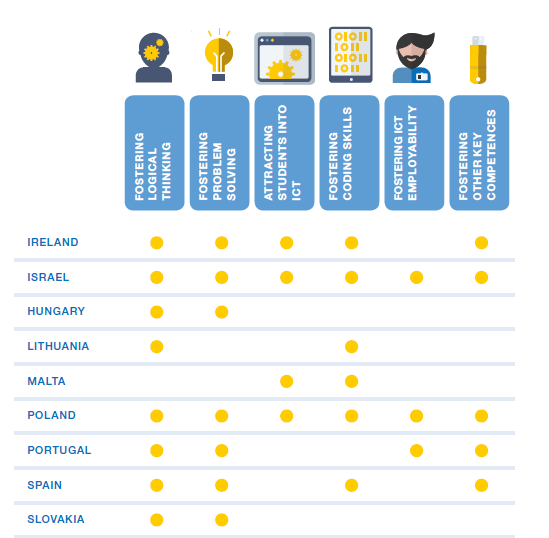 FOSTERING
LOGICAL
THINKING
FOSTERING
PROBLEM
SOLVING
ATTRACTING
STUDENTS INTO
ICT
FOSTERING
CODING SKILLS
FOSTERING ICT
EMPLOYABILITY
FOSTERING
OTHER KEY
COMPETENCES
IRELAND
ISRAEL
HUNGARY
LITHUANIA
MALTA
POLAND
PORTUGAL
SPAIN
SLOVAKIA